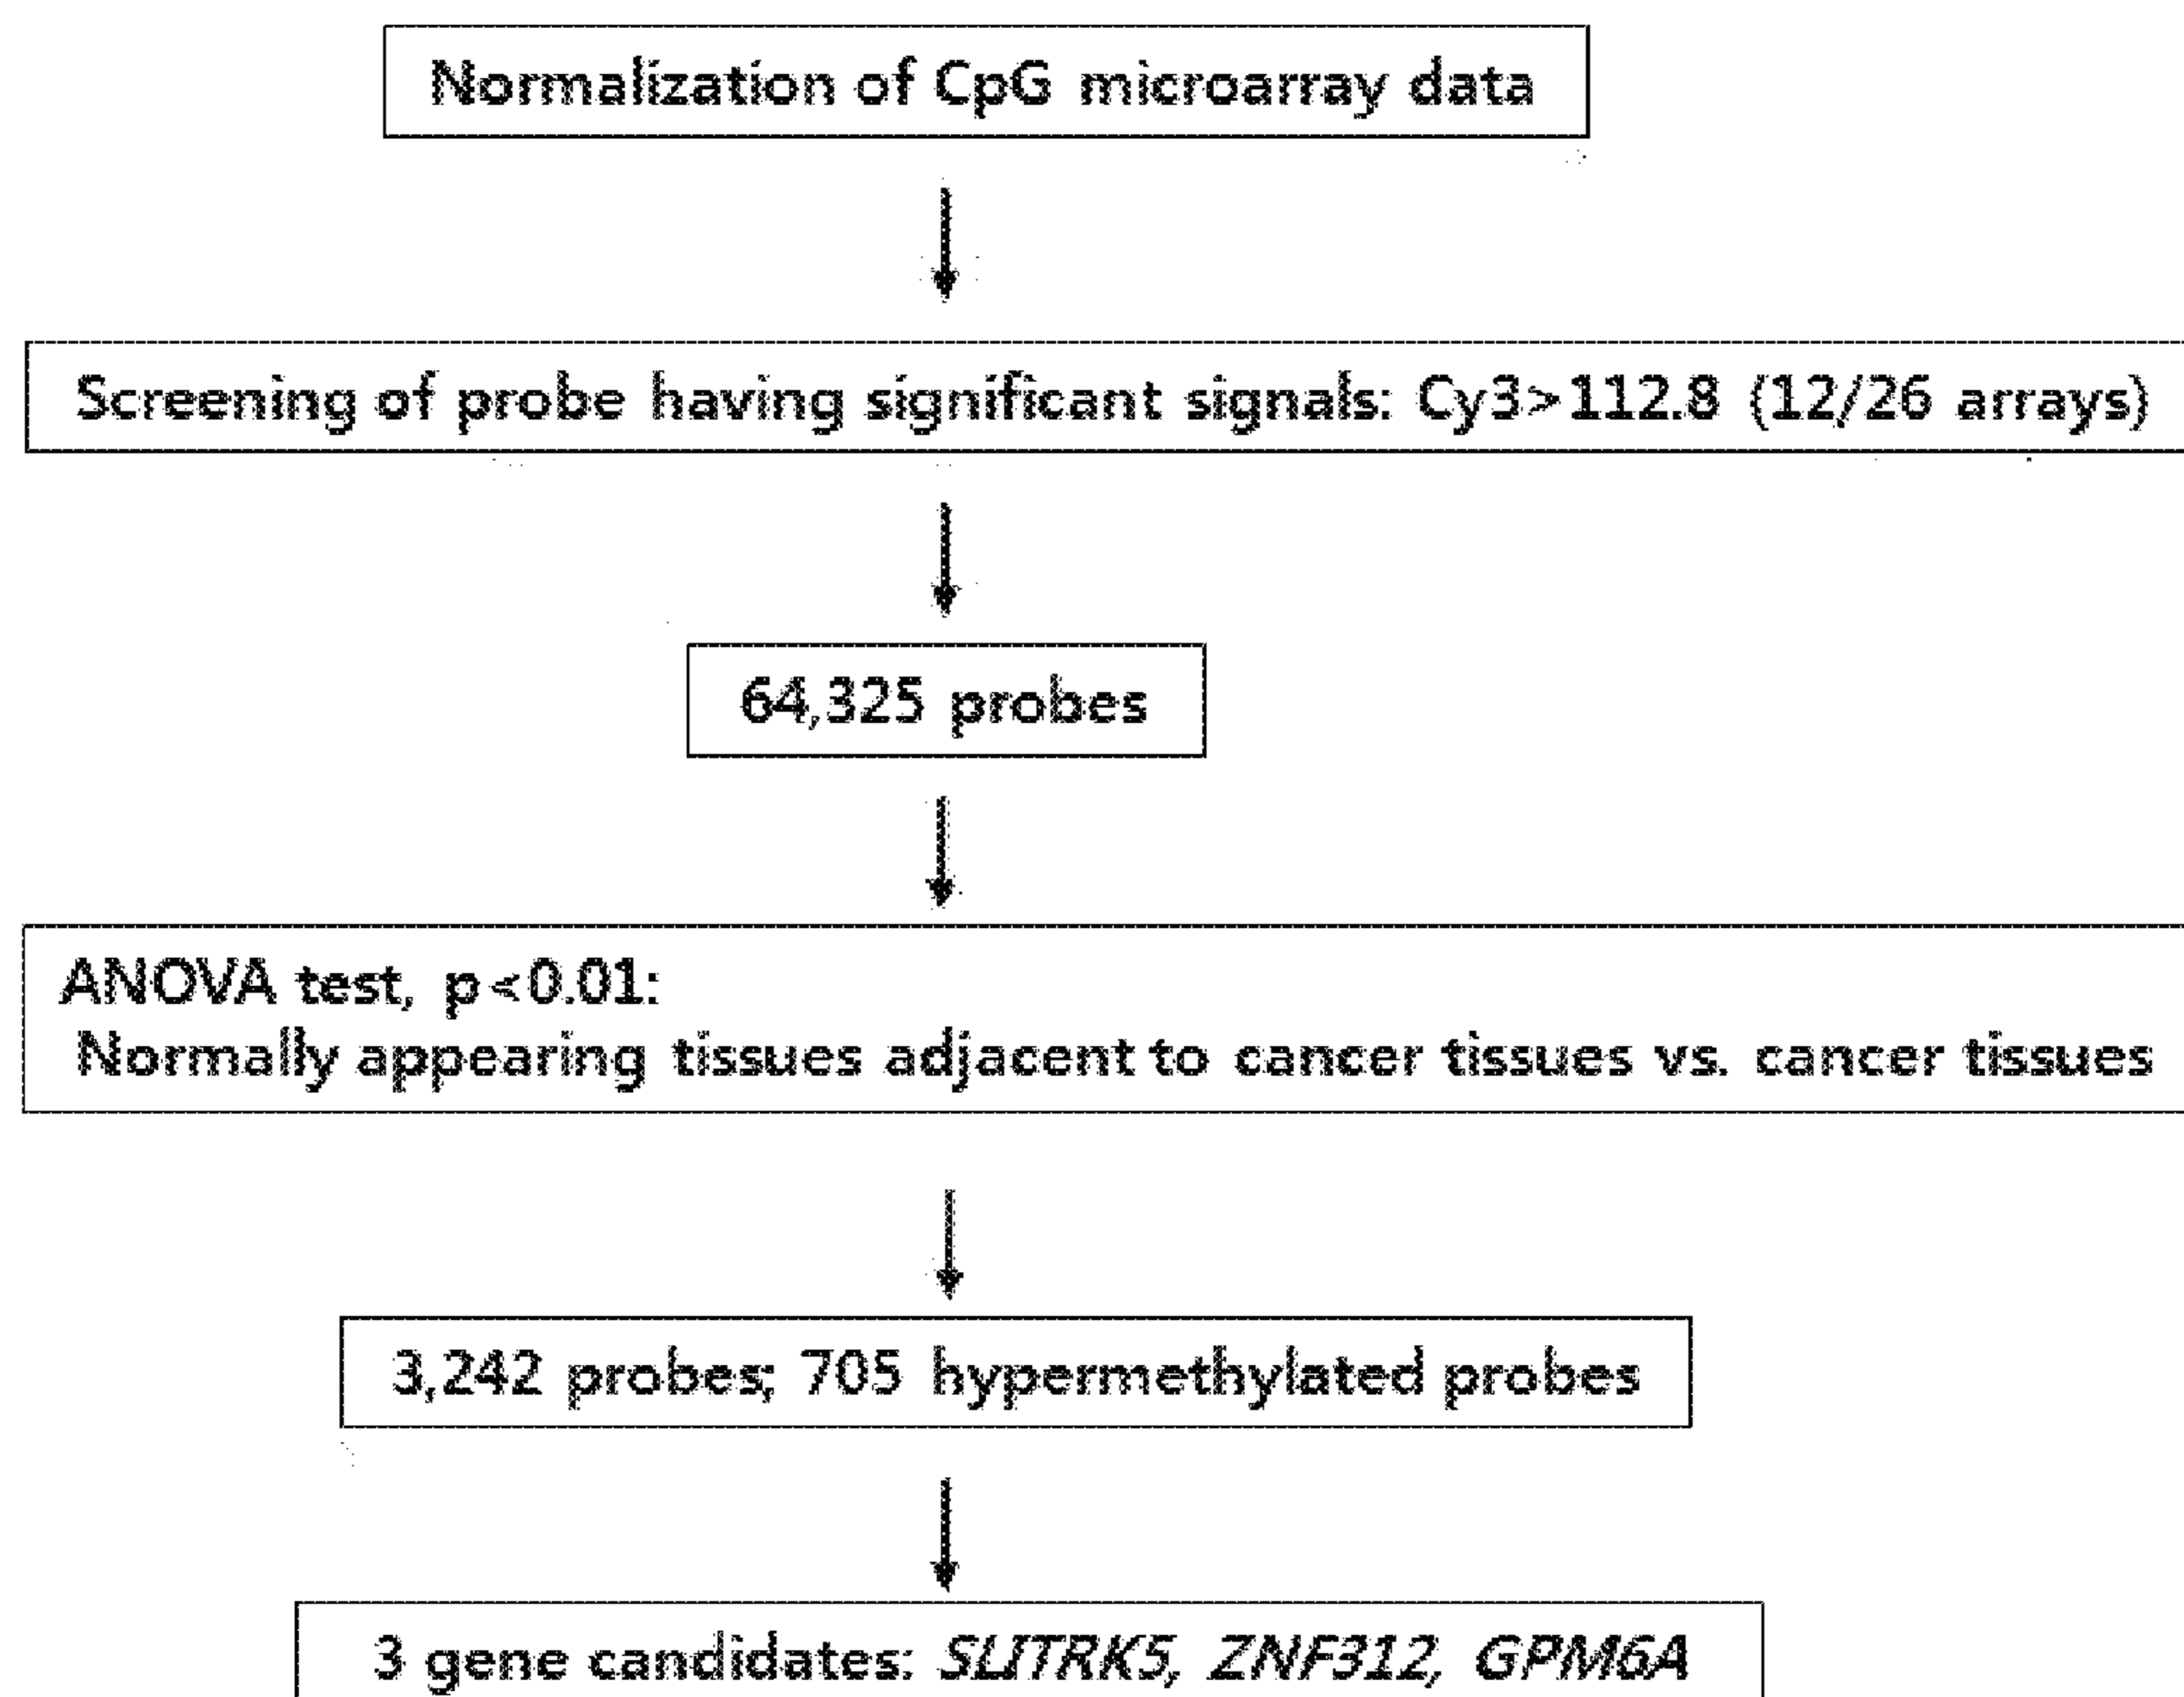 Normalization of CpG microarray data
Screening of probe having significant signals: Cy3>112.8 (12/26 arrays)
64,325 probes
ANOVA test, p<0.01:
Normally appearing tissues adjacent to cancer tissues vs. cancer tissues
3,242 probes; 705 hypermethylated probes
3 gene candidates: SLITRK5, ZNF312, GPM6A